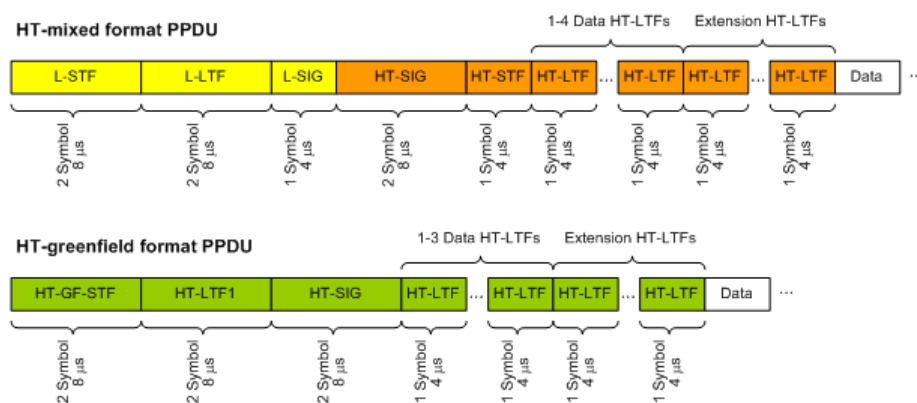 HT-mixed format PPDU
1-4 Data HT-LTFs
Extension HT-LTFs
L-STF
L-LTF
L-SIG
HT-SIG
HT-STF
HT-LTF
...
HT-LTF
HT-LTF
...
HT-LTF
Data
...
2 Symbol
8 µs
2 Symbol
8 µs
1 Symbol
4 µs
2 Symbol
8 µs
1 Symbol
4 µs
1 Symbol
4 µs
1 Symbol
4 µs
1 Symbol
4 µs
1 Symbol
4 µs
HT-greenfield format PPDU
1-3 Data HT-LTFs
Extension HT-LTFs
HT-GF-STF
HT-LTF1
HT-SIG
HT-LTF
...
HT-LTF
HT-LTF
...
HT-LTF
Data
...
2 Symbol
8 µs
2 Symbol
8 µs
2 Symbol
8 µs
1 Symbol
4 µs
1 Symbol
4 µs
1 Symbol
4 µs
1 Symbol
4 µs